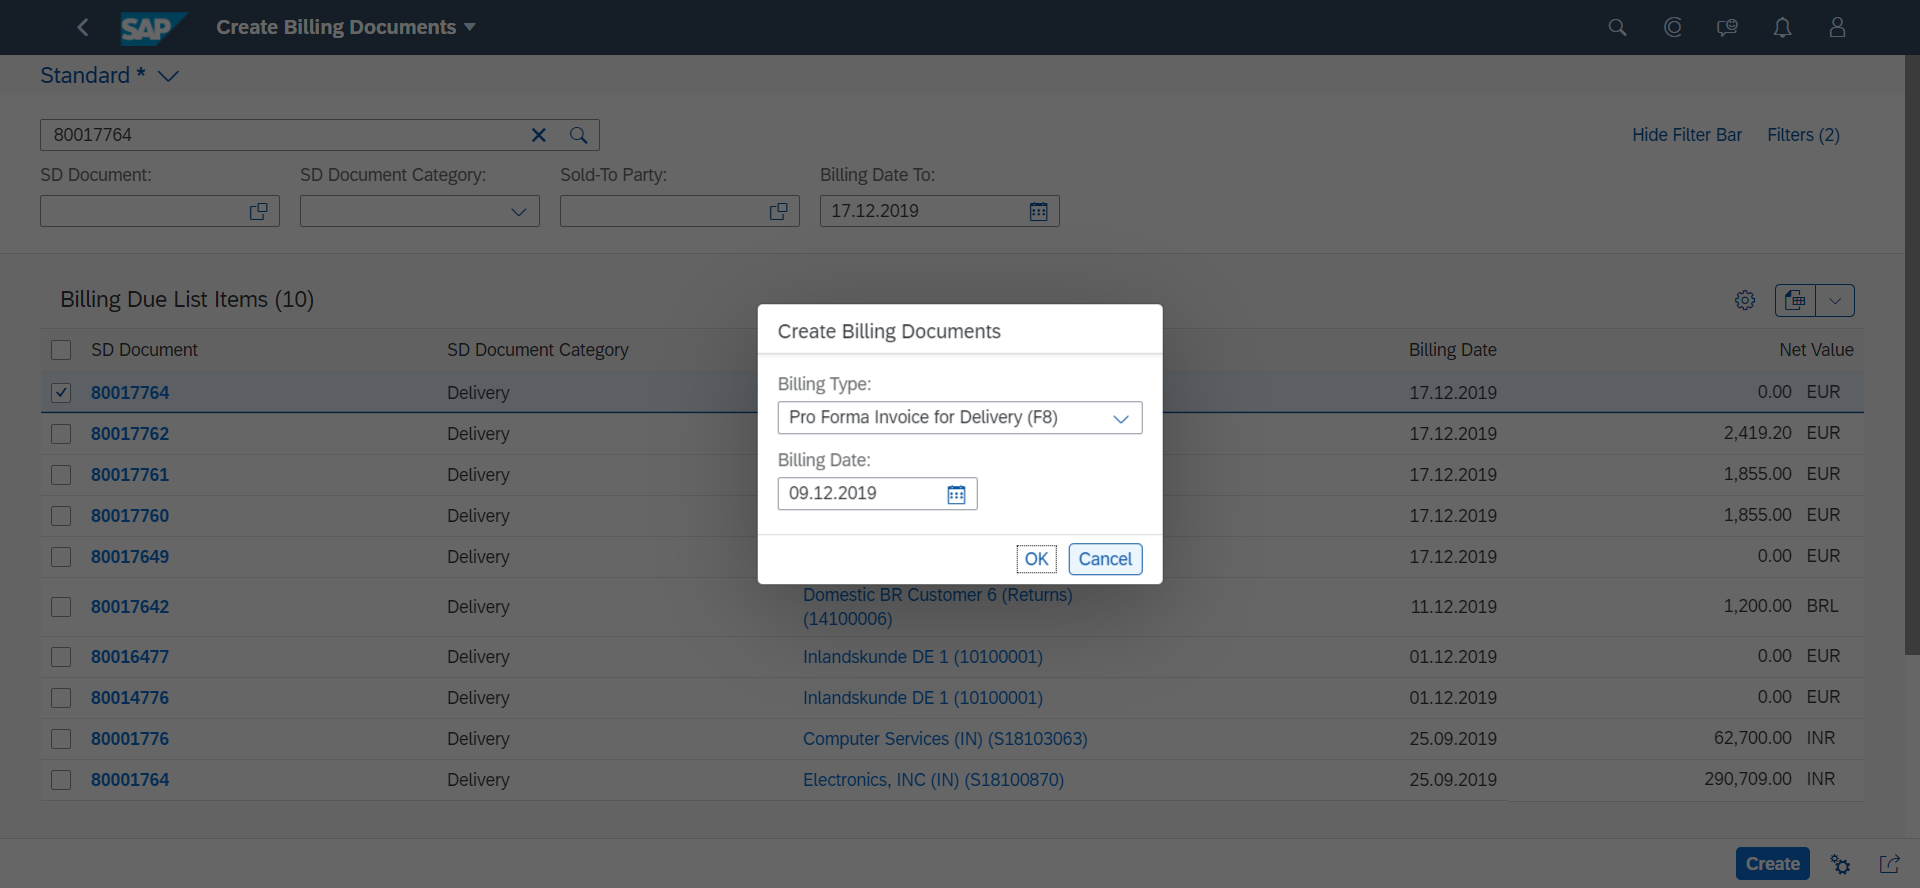 SAP Create Billing Documents
Standard *
80017764
Hide Filter Bar Filters (2)
SD Document: SD Document Category: Sold-To Party: Billing Date To:
17.12.2019
Billing Due List Items (10)
SD Document SD Document Category Billing Date Net Value
80017764 Delivery 17.12.2019 0.00 EUR
80017762 Delivery 17.12.2019 2,419.20 EUR
80017761 Delivery 17.12.2019 1,855.00 EUR
80017760 Delivery 17.12.2019 1,855.00 EUR
80017649 Delivery 17.12.2019 0.00 EUR
80017642 Delivery Domestic BR Customer 6 (Returns) 11.12.2019 1,200.00 BRL
(14100006)
80016477 Delivery Inlandskunde DE 1 (10100001) 01.12.2019 0.00 EUR
80014776 Delivery Inlandskunde DE 1 (10100001) 01.12.2019 0.00 EUR
80001776 Delivery Computer Services (IN) (S18103063) 25.09.2019 62,700.00 INR
80001764 Delivery Electronics, INC (IN) (S18100870) 25.09.2019 290,709.00 INR
Create Billing Documents
Billing Type:
Pro Forma Invoice for Delivery (F8)
Billing Date:
09.12.2019
OK Cancel
Create